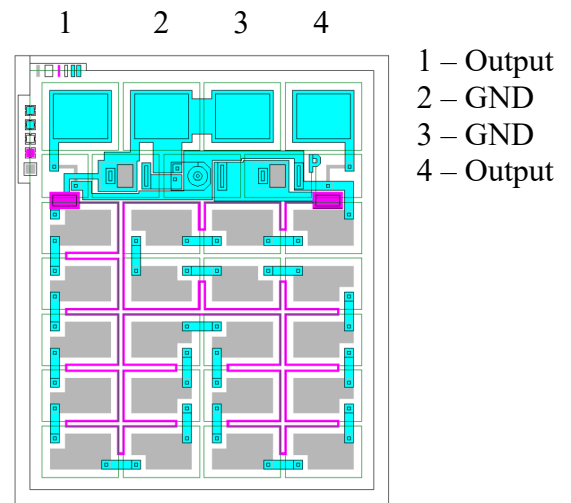 1 2 3 4
1 – Output
2 – GND
3 – GND
4 – Output